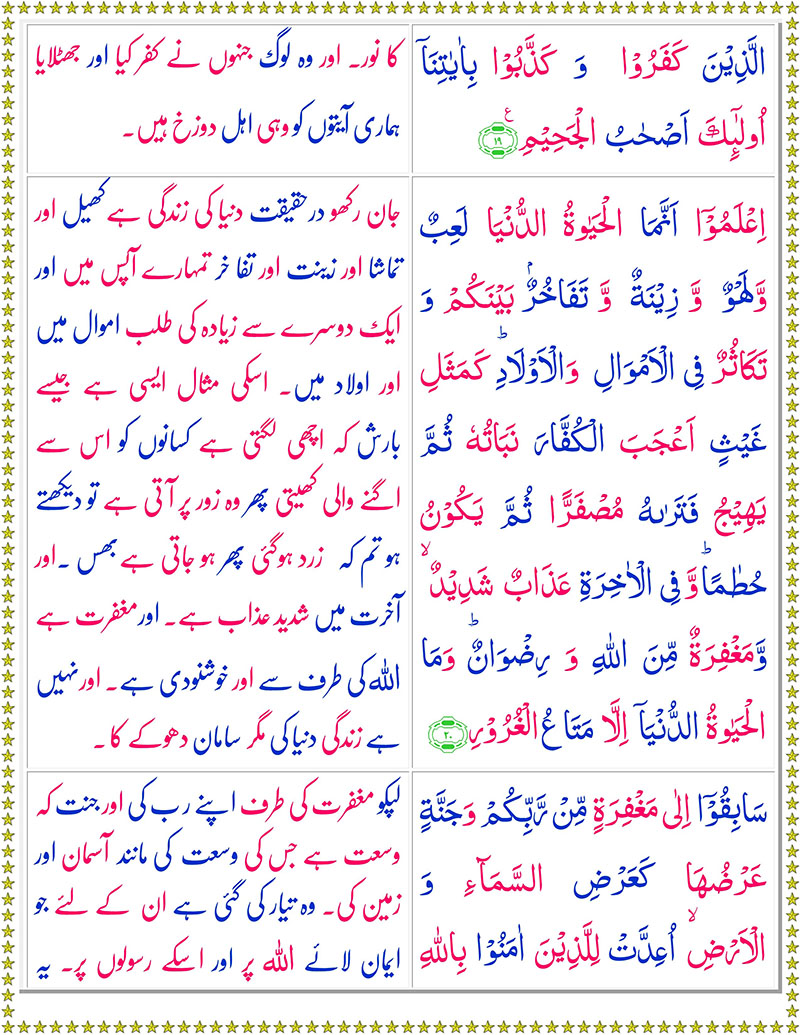 الَّذِيْنَ كَفَرُوْا وَ كَذَّبُوْا بِاٰيٰتِنَاۤ
اُولٰٓئِكَ اَصْحٰبُ الْجَحِيْمِ ۧ ﴿۱۹﴾
کا نور۔ اور وہ لوگ جنہوں نے کفر کیا اور جھٹلایا
ہماری آیتوں کو وہی اہل دوزخ ہیں۔
اِعْلَمُوْۤا اَنَّمَا الْحَيٰوةُ الدُّنْيَا لَعِبٌ
وَّلَهْوٌ وَّ زِيْنَةٌ وَّ تَفَاخُرٌۢ بَيْنَكُمْ وَ
تَكَاثُرٌ فِى الْاَمْوَالِ وَالْاَوْلَادِؕ كَمَثَلِ
غَيْثٍ اَعْجَبَ الْكُفَّارَ نَبَاتُهٗ ثُمَّ
يَهِيْجُ فَتَرٰىهُ مُصْفَرًّا ثُمَّ يَكُوْنُ
حُطٰمًاؕ وَّ فِى الْاٰخِرَةِ عَذَابٌ شَدِيْدٌ ۙ
وَّمَغْفِرَةٌ مِّنَ اللّٰهِ وَ رِضْوَانٌؕ وَمَا
الْحَيٰوةُ الدُّنْيَاۤ اِلَّا مَتَاعُ الْغُرُوْرِ ﴿۲۰﴾
جان رکھو درحقیقت دنیا کی زندگی ہے کھیل اور
تماشا اور زینت اور تفاخر تمہارے آپس میں اور
ایک دوسرے سے زیادہ کی طلب اموال میں
اور اولاد میں۔ اسکی مثال ایسی ہے جیسے
بارش کہ اچھی لگتی ہے کسانوں کو اس سے
اگنے والی کھیتی پھر وہ زور پر آتی ہے تو دیکھتے
ہو تم کہ زرد ہوگئی پھر ہو جاتی ہے بھس ۔اور
آخرت میں شدید عذاب ہے۔ اور مغفرت ہے
اللہ کی طرف سے اور خوشنودی ہے۔ اور نہیں
ہے زندگی دنیا کی مگر سامان دھوکے کا۔
سَابِقُوْۤا اِلٰى مَغْفِرَةٍ مِّنْ رَّبِّكُمْ وَجَنَّةٍ
عَرْضُهَا كَعَرْضِ السَّمَآءِ وَ
الْاَرْضِۙ اُعِدَّتْ لِلَّذِيْنَ اٰمَنُوْا بِاللّٰهِ
لپکو مغفرت کی طرف اپنے رب کی اور جنت کہ
وسعت ہے جس کی وسعت کی مانند آسمان اور
زمین کی۔ وہ تیار کی گئی ہے ان کے لئے جو
ایمان لائے اللہ پر اور اسکے رسولوں پر۔ یہ